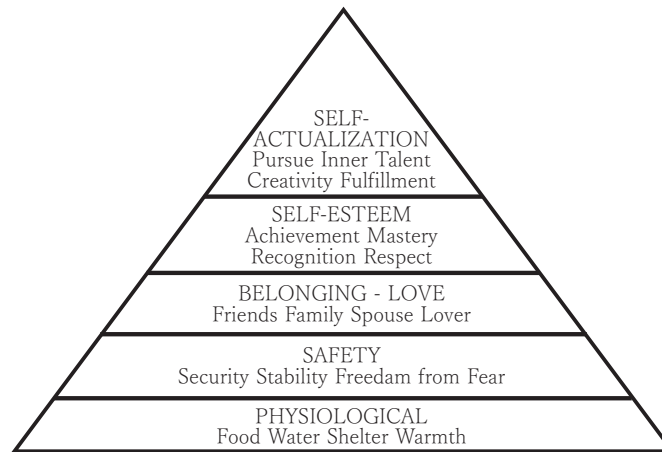 SELF-
ACTUALIZATION
Pursue Inner Talent
Creativity Fulfillment
SELF-ESTEEM
Achievement Mastery
Recognition Respect
BELONGING - LOVE
Friends Family Spouse Lover
SAFETY
Security Stability Freedam from Fear
PHYSIOLOGICAL
Food Water Shelter Warmth